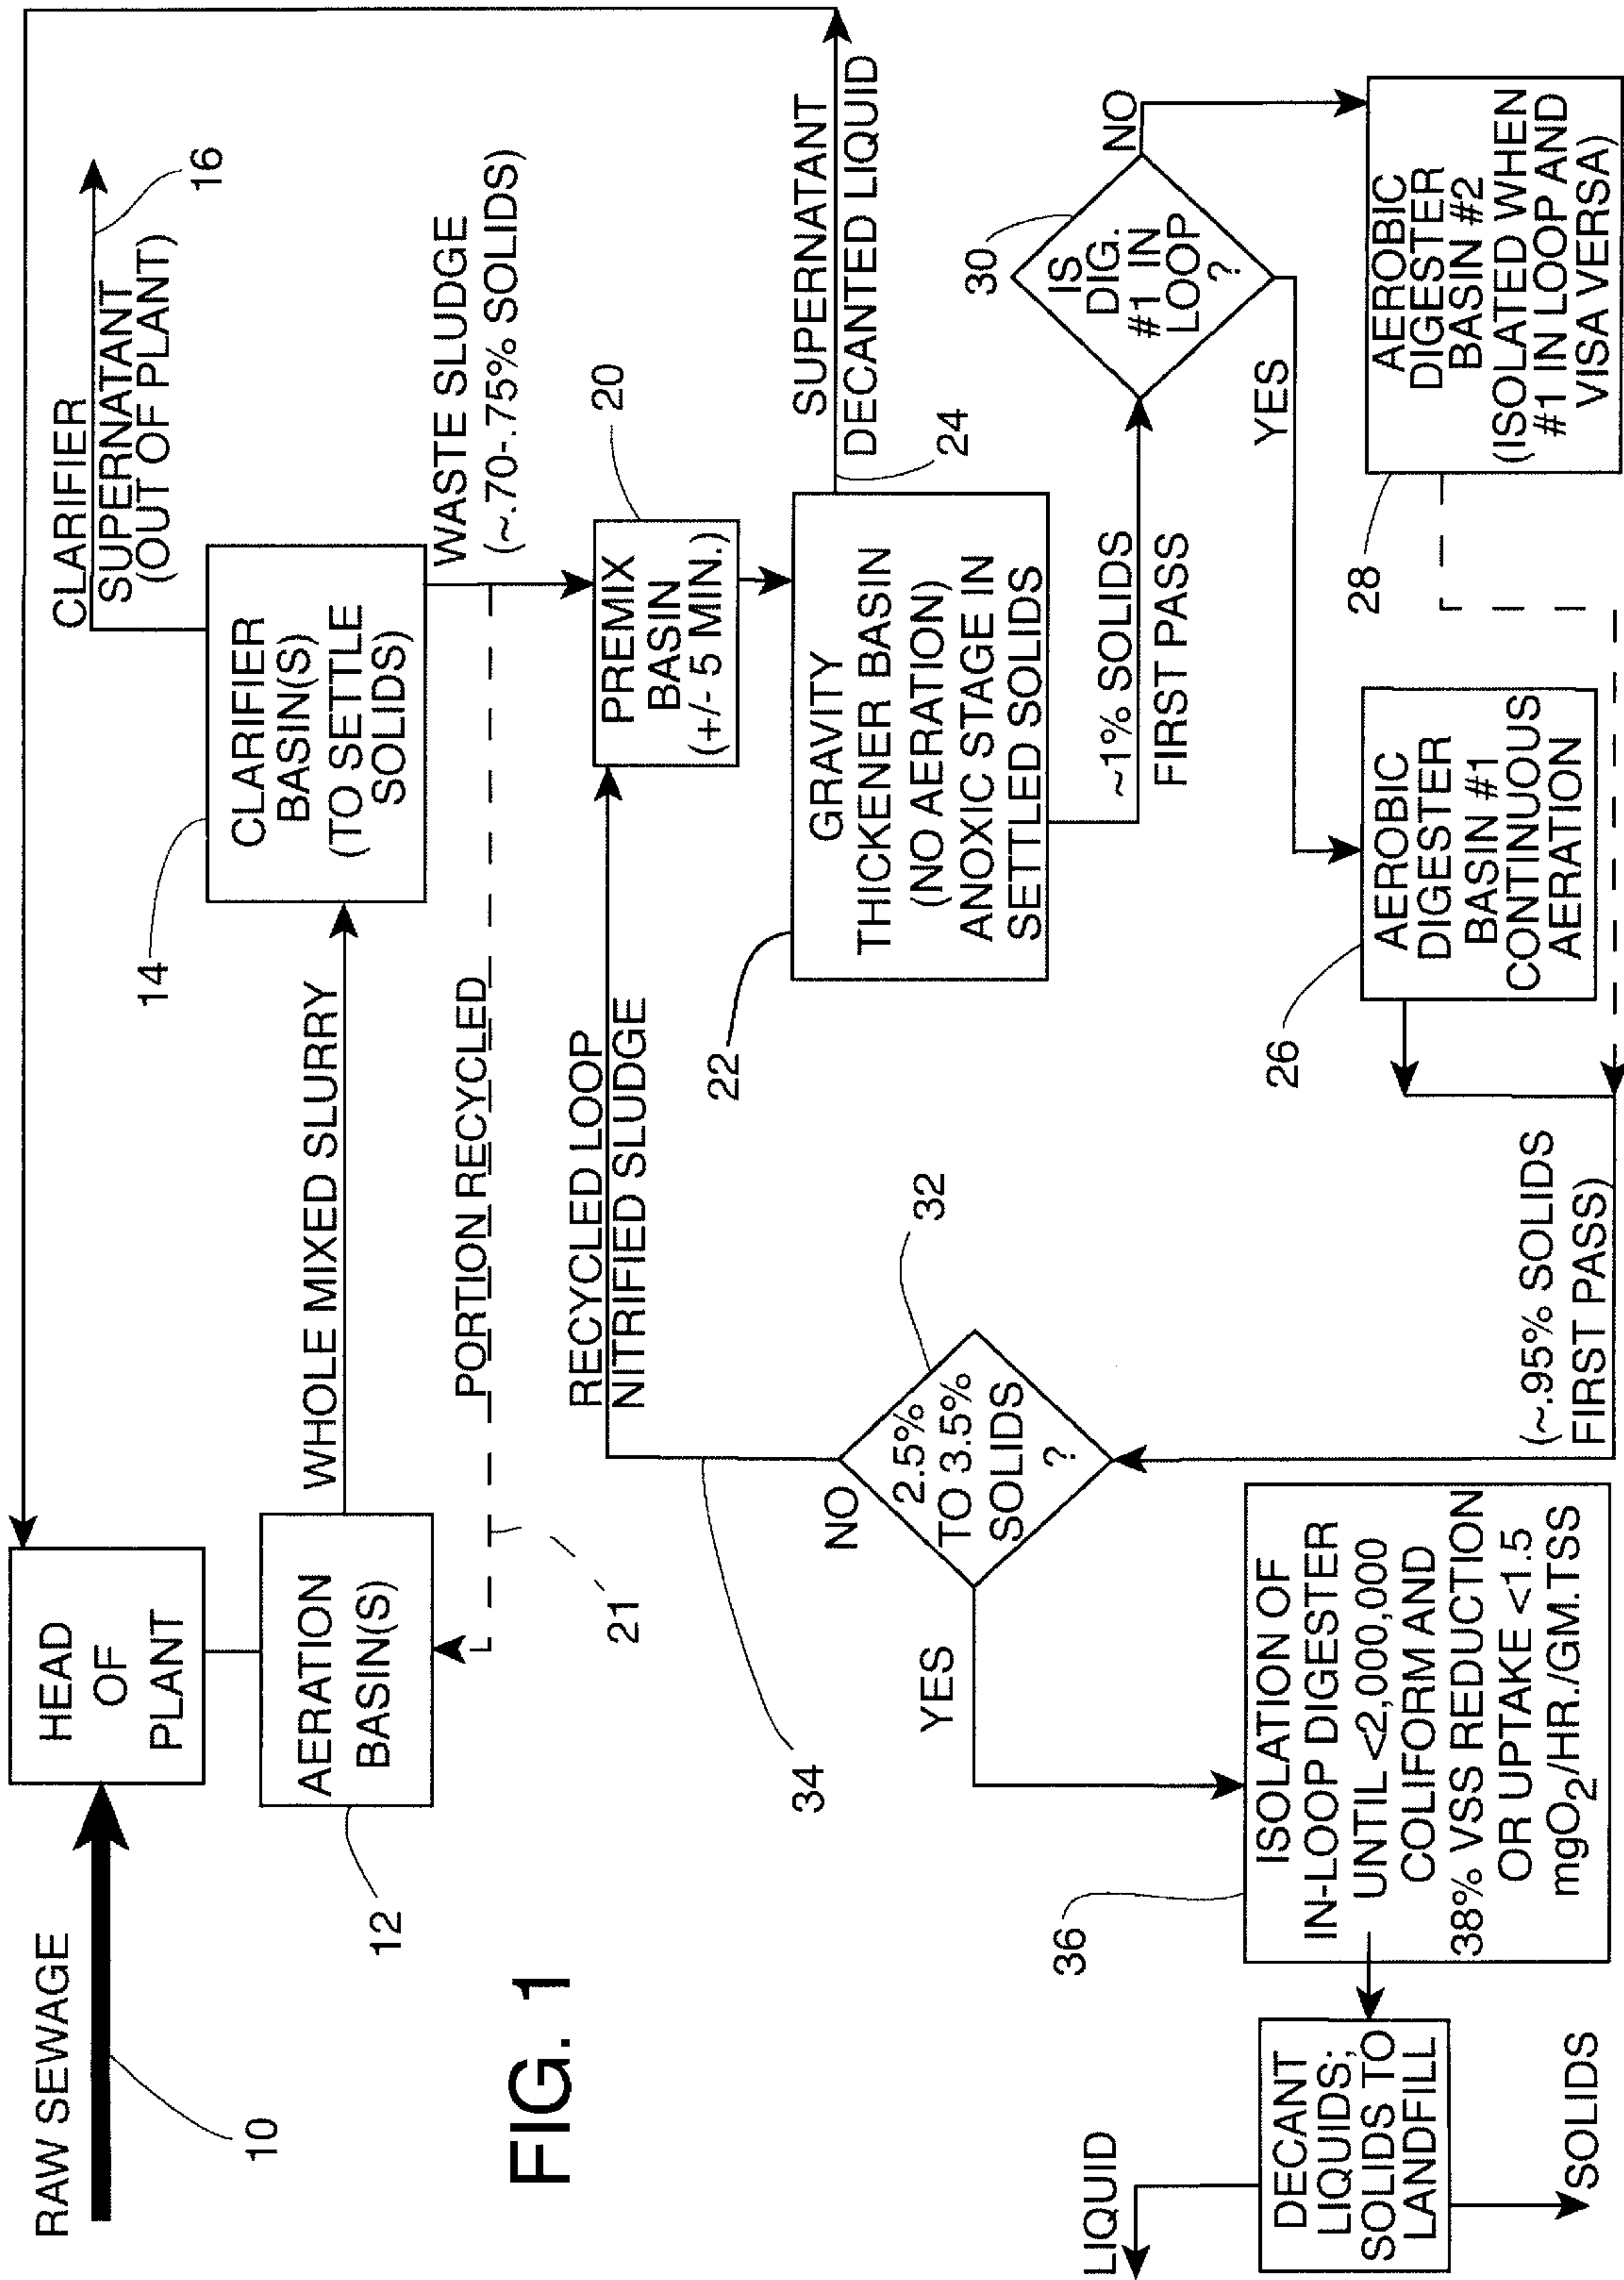 RAW SEWAGE
10
HEAD
OF
PLANT
AERATION
BASIN(S)
12
WHOLE MIXED SLURRY
14
CLARIFIER
BASIN(S)
(TO SETTLE
SOLIDS)
CLARIFIER
SUPERNATANT
(OUT OF PLANT)
16
PORTION RECYCLED
21
WASTE SLUDGE
(~.70-.75% SOLIDS)
RECYCLED LOOP
NITRIFIED SLUDGE
34
PREMIX
BASIN
(+/- 5 MIN.)
20
22
GRAVITY
THICKENER BASIN
(NO AERATION)
ANOXIC STAGE IN
SETTLED SOLIDS
SUPERNATANT
DECANTED LIQUID
24
~1% SOLIDS
FIRST PASS
30
IS
DIG.
#1 IN
LOOP
?
NO
YES
AEROBIC
DIGESTER
BASIN #1
CONTINUOUS
AERATION
26
AEROBIC
DIGESTER
BASIN #2
(ISOLATED WHEN
#1 IN LOOP AND
VISA VERSA)
28
(~.95% SOLIDS
FIRST PASS)
32
2.5%
TO 3.5%
SOLIDS
?
NO
YES
ISOLATION OF
IN-LOOP DIGESTER
UNTIL <2,000,000
COLIFORM AND
38% VSS REDUCTION
OR UPTAKE <1.5
mgO2/HR./GM.TSS
36
DECANT
LIQUIDS;
SOLIDS TO
LANDFILL
LIQUID
SOLIDS
FIG. 1